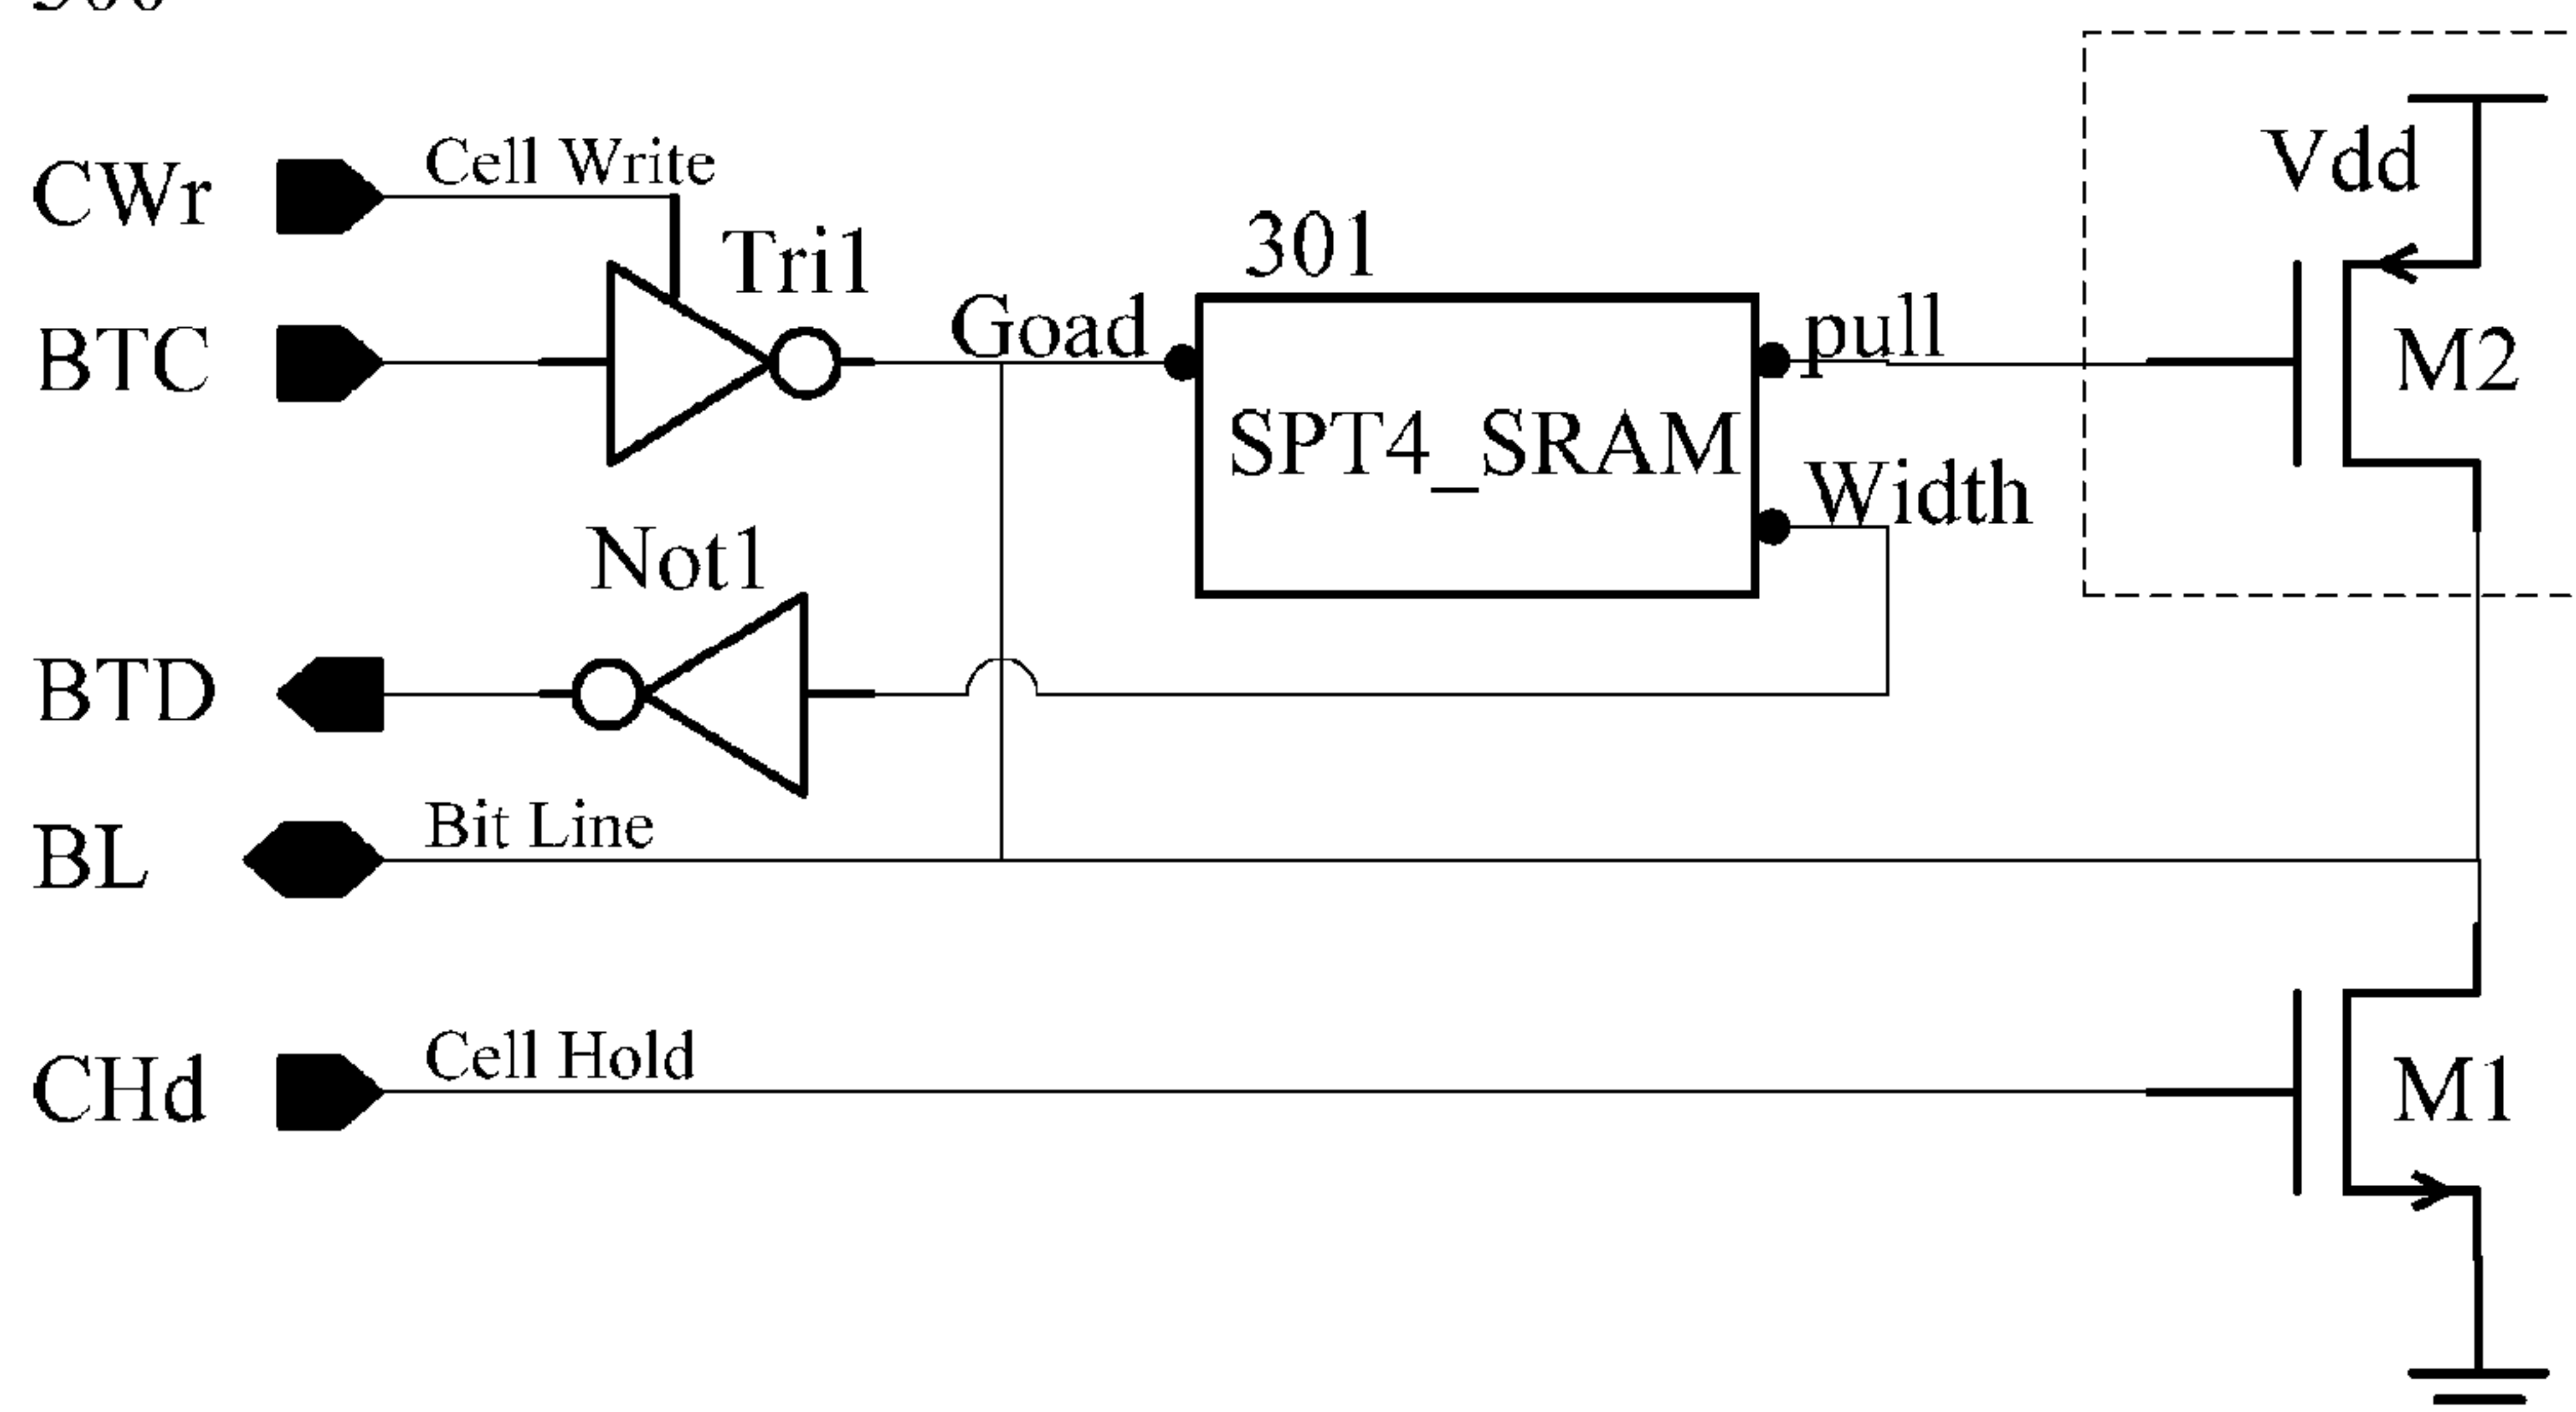 CWr
Cell Write
Tri1
BTC
Goad
301
SPT4_SRAM
pull
Width
Vdd
M2
Not1
BTD
BL
Bit Line
CHd
Cell Hold
M1